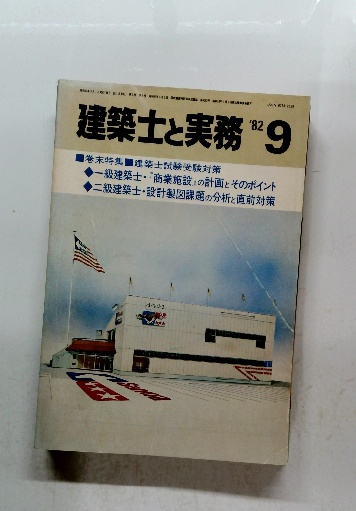 建築士と実務 '82 9
■巻末特集■建築士試験受験対策
◆一級建築士・『商業施設』の計画とそのポイント
◆二級建築士・設計製図課題の分析と直前対策